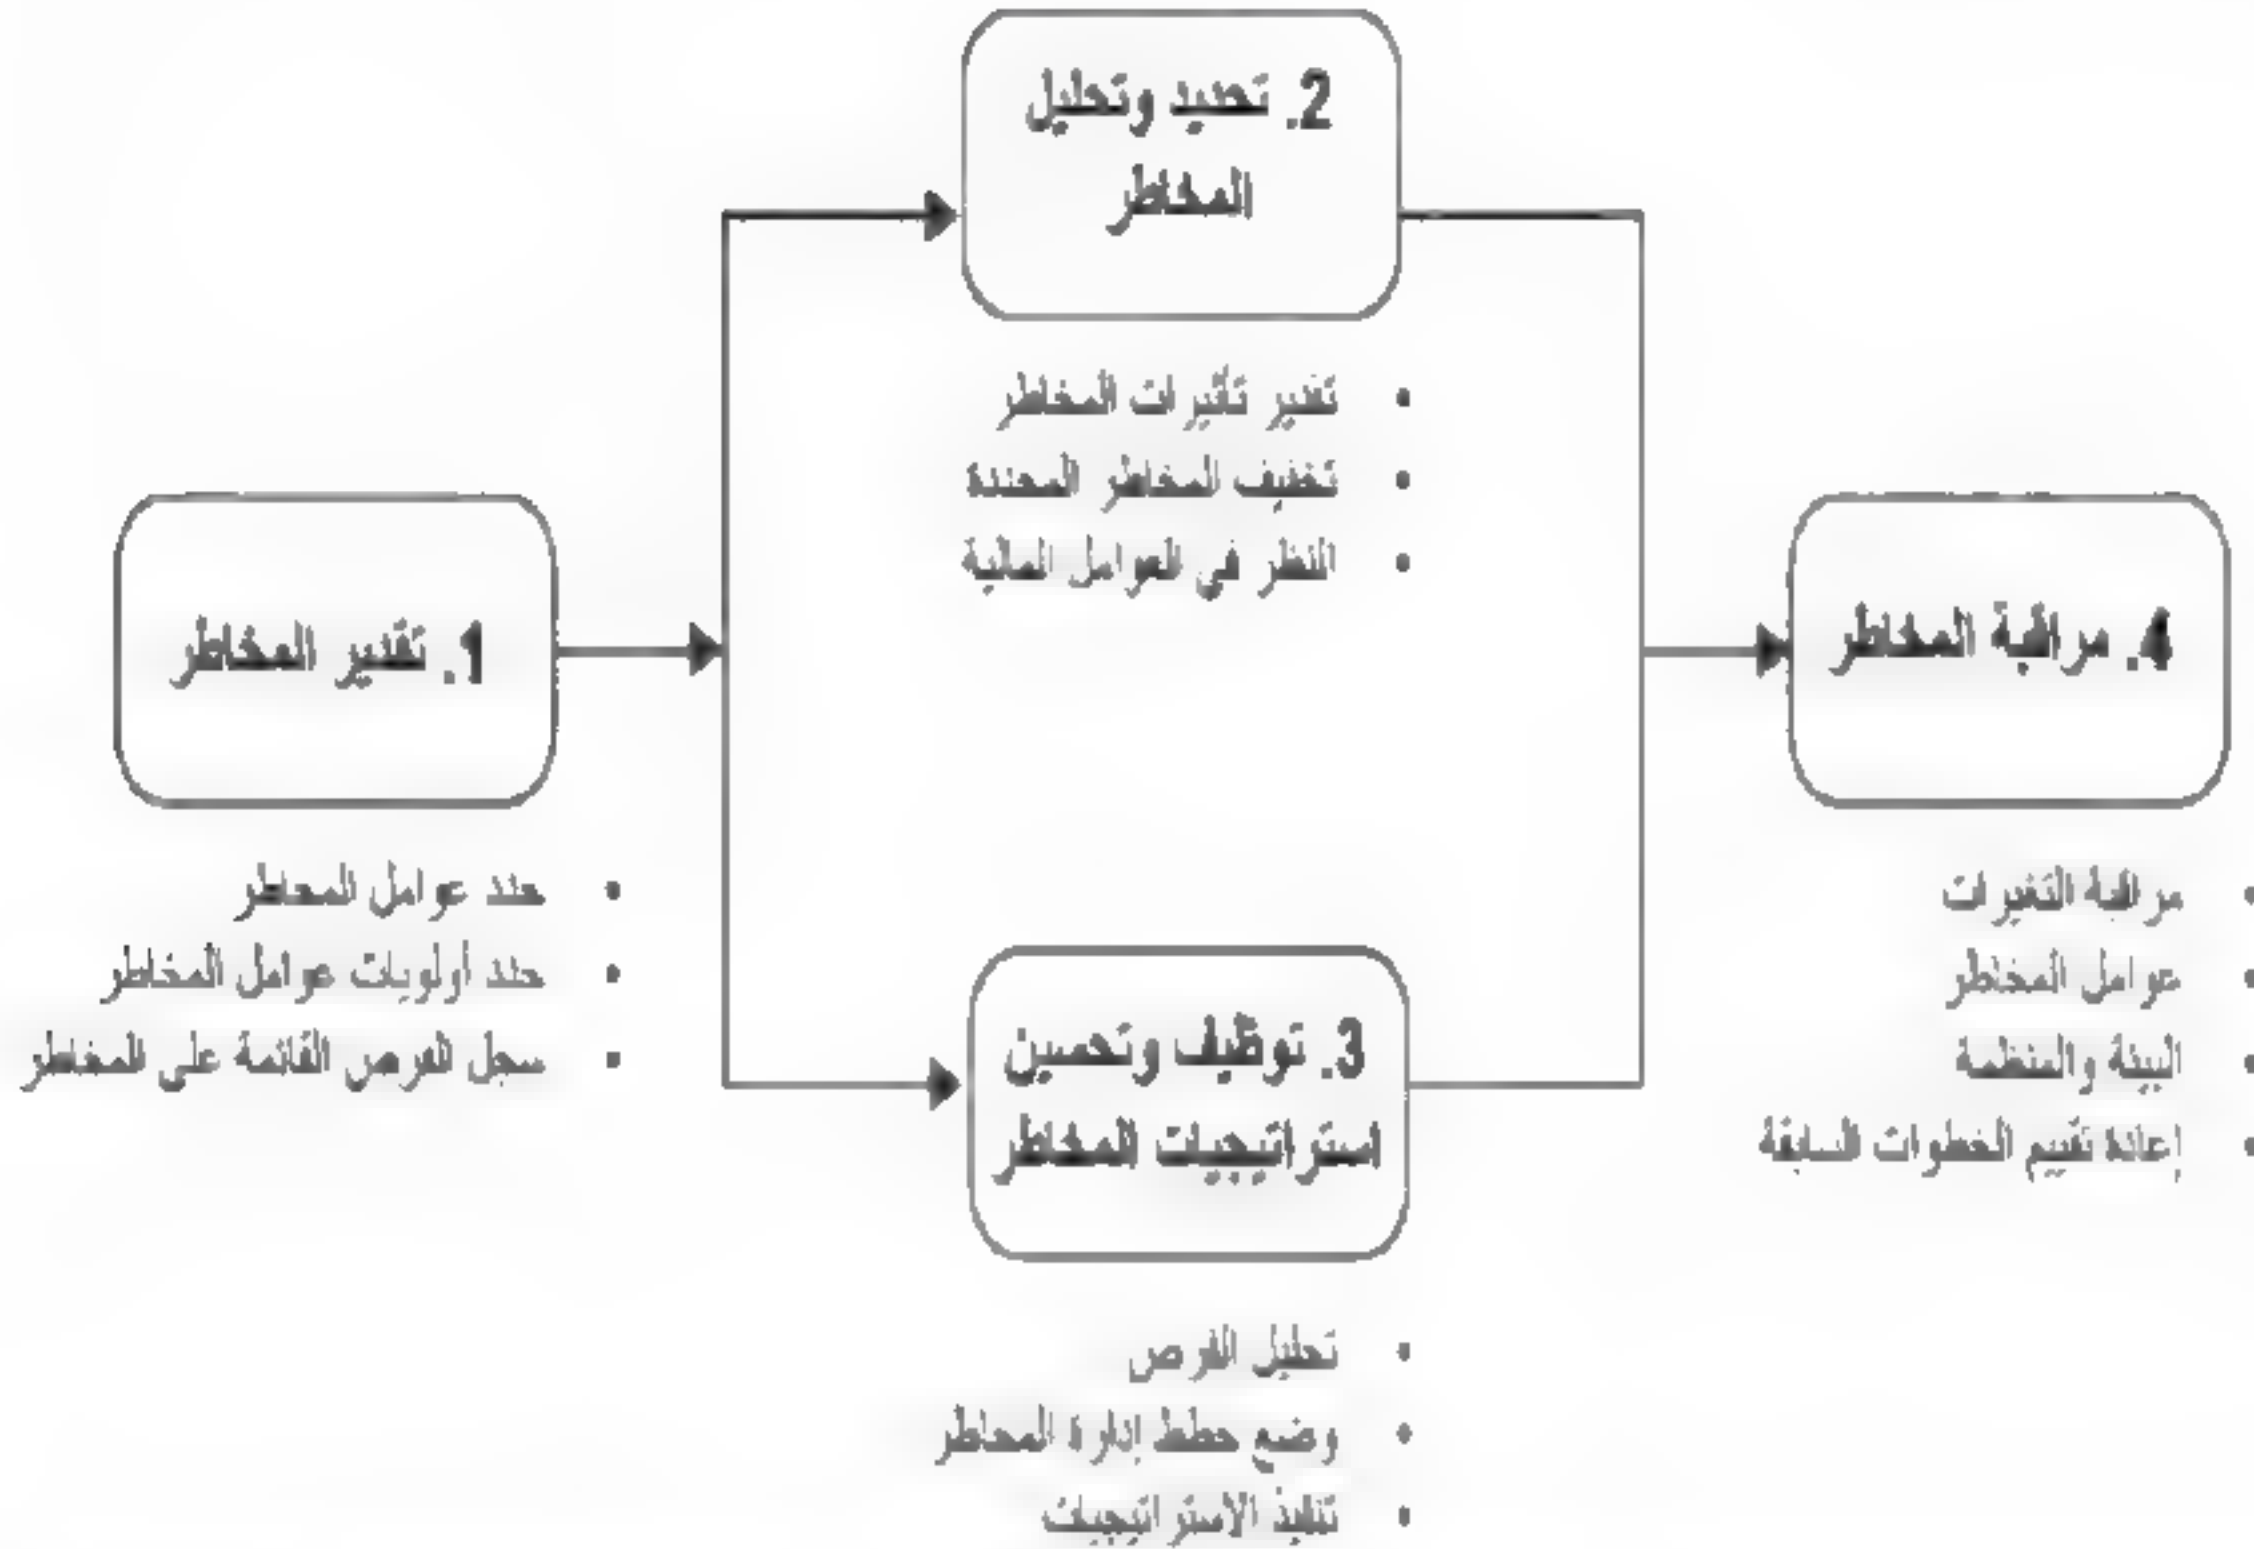 1. تقدير المخاطر
حدد عوامل المخاطر
حدد أولويات عوامل المخاطر
سجل الفرص القائمة على المخاطر
2. تحديد وتحليل
المخاطر
تقدير تأثيرات المخاطر
تخفيف المخاطر المحددة
النظر في العوامل المالية
3. توظيف وتحسين
استراتيجيات المخاطر
تحليل الفرص
وضع خطط إدارة المخاطر
تنفيذ الاستراتيجيات
4. مراقبة المخاطر
مراقبة التغيرات
عوامل المخاطر
البيئة والمنظمة
إعادة تقييم الخطوات السابقة